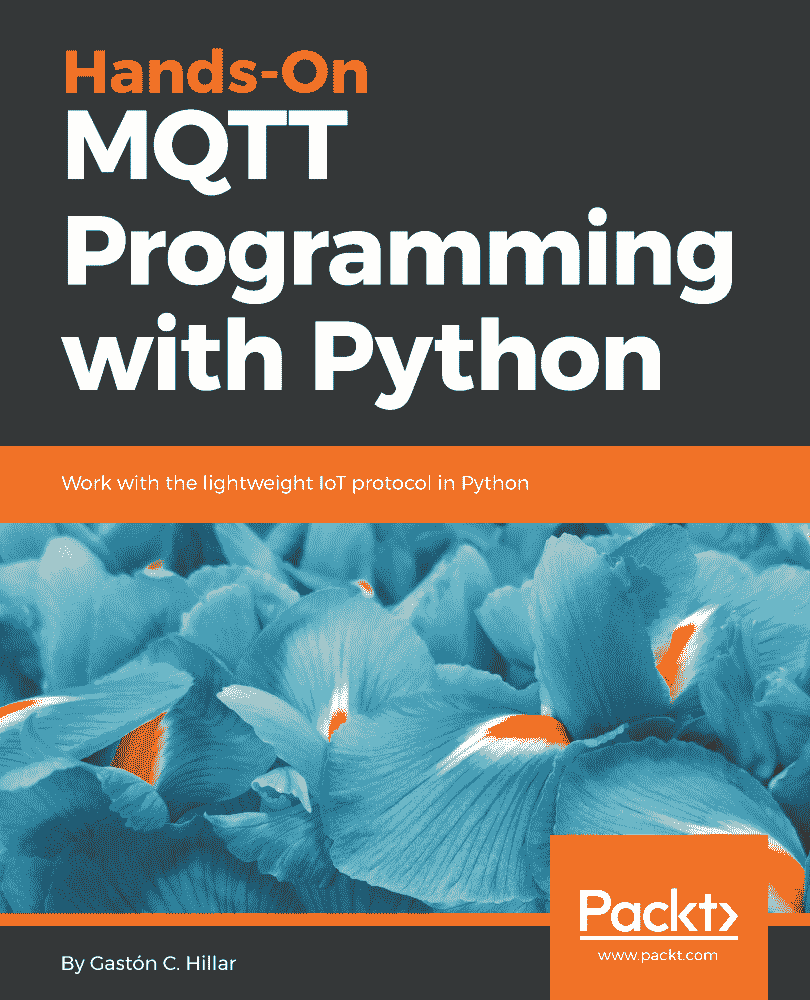 Hands-On
MQTT
Programming
with Python
Work with the lightweight IoT protocol in Python
Packt>
www.packt.com
By Gastón C. Hillar